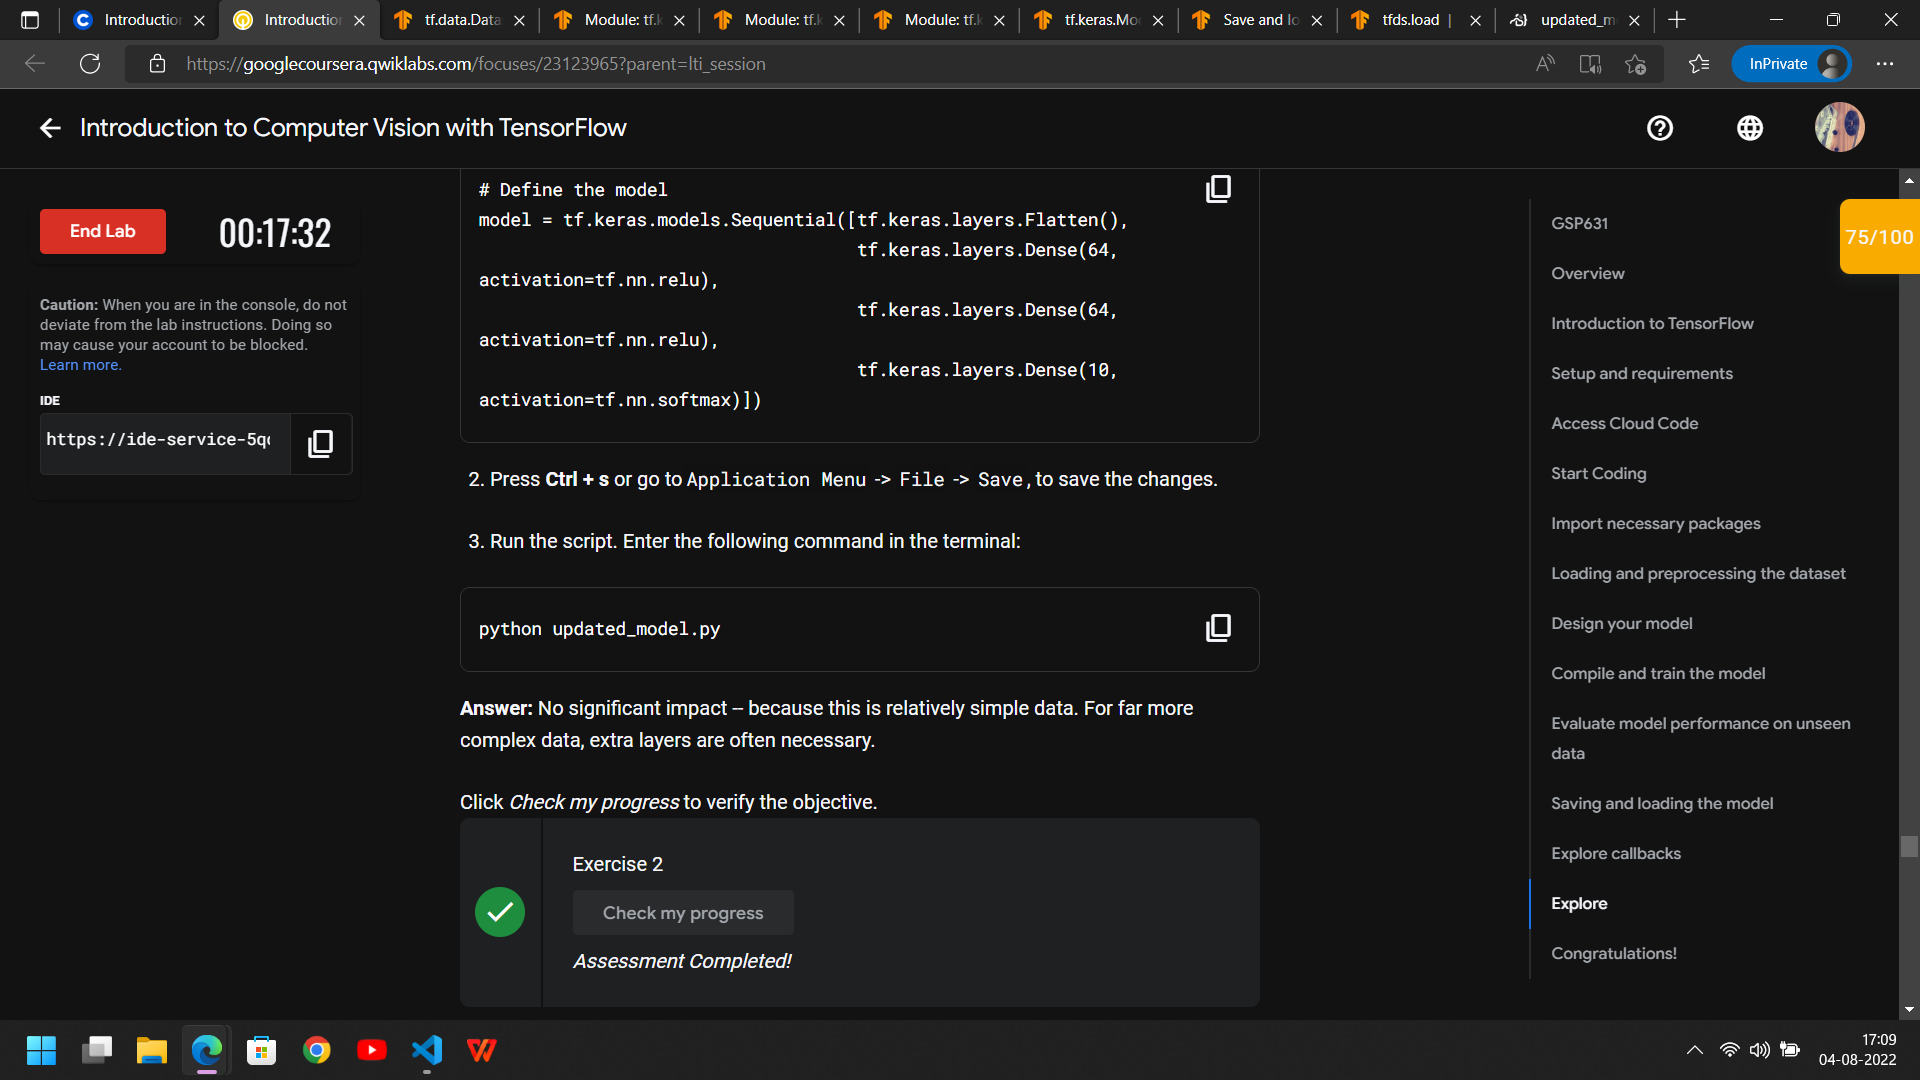 Introduction
Introduction
tf.data.Data
Module: tf.k
Module: tf.k
Module: tf.k
tf.keras.Mo
Save and lo
tfds.load |
updated_m
https://googlecoursera.qwiklabs.com/focuses/23123965?parent=lti_session
InPrivate
Introduction to Computer Vision with TensorFlow
End Lab
00:17:32
Caution: When you are in the console, do not
deviate from the lab instructions. Doing so
may cause your account to be blocked.
Learn more.
IDE
https://ide-service-5q
# Define the model
model = tf.keras.models.Sequential([tf.keras.layers.Flatten(),
tf.keras.layers.Dense(64,
activation=tf.nn.relu),
tf.keras.layers.Dense(64,
activation=tf.nn.relu),
tf.keras.layers.Dense(10,
activation=tf.nn.softmax)])
2. Press Ctrl + s or go to Application Menu -> File -> Save, to save the changes.
3. Run the script. Enter the following command in the terminal:
python updated_model.py
Answer: No significant impact -- because this is relatively simple data. For far more
complex data, extra layers are often necessary.
Click Check my progress to verify the objective.
Exercise 2
Check my progress
Assessment Completed!
GSP631
Overview
Introduction to TensorFlow
Setup and requirements
Access Cloud Code
Start Coding
Import necessary packages
Loading and preprocessing the dataset
Design your model
Compile and train the model
Evaluate model performance on unseen
data
Saving and loading the model
Explore callbacks
Explore
Congratulations!
75/100
17:09
04-08-2022